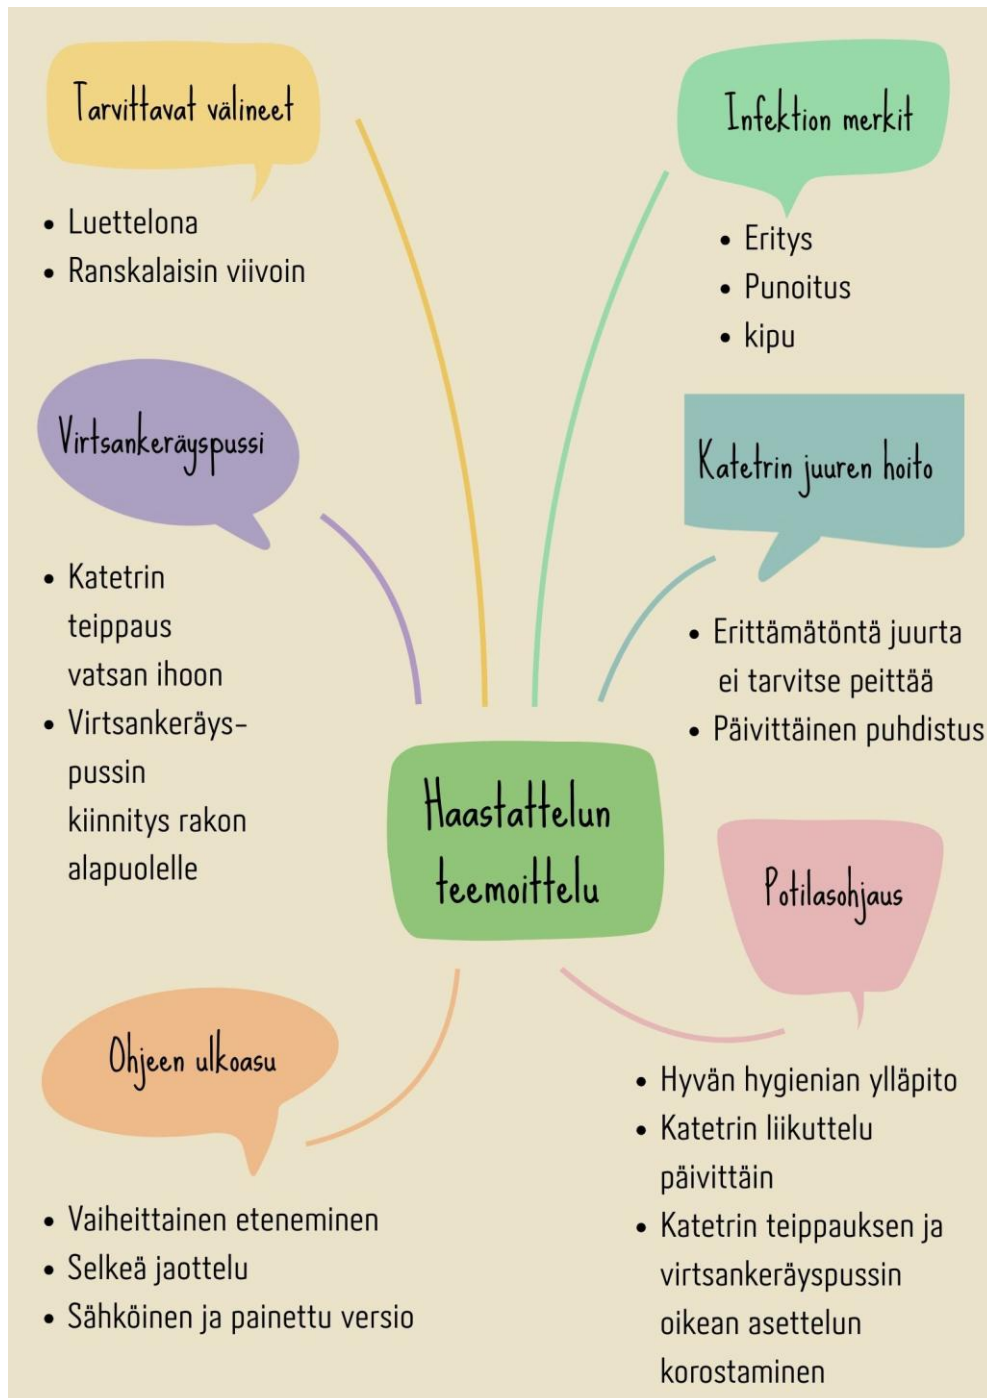 Tarvittavat välineet
• Luettelona
• Ranskalaisin viivoin
Infektion merkit
• Eritys
• Punoitus
• kipu
Virtsankeräyspussi
• Katetrin
teippaus
vatsan ihoon
• Virtsankeräys-
pussin
kiinnitys rakon
alapuolelle
Katetrin juuren hoito
• Erittämätöntä juurta
ei tarvitse peittää
• Päivittäinen puhdistus
Haastattelun
teemoittelu
Potilasohjaus
• Hyvän hygienian ylläpito
• Katetrin liikuttelu
päivittäin
• Katetrin teippauksen ja
virtsankeräyspussin
oikean asettelun
korostaminen
Ohjeen ulkoasu
• Vaiheittainen eteneminen
• Selkeä jaottelu
• Sähköinen ja painettu versio